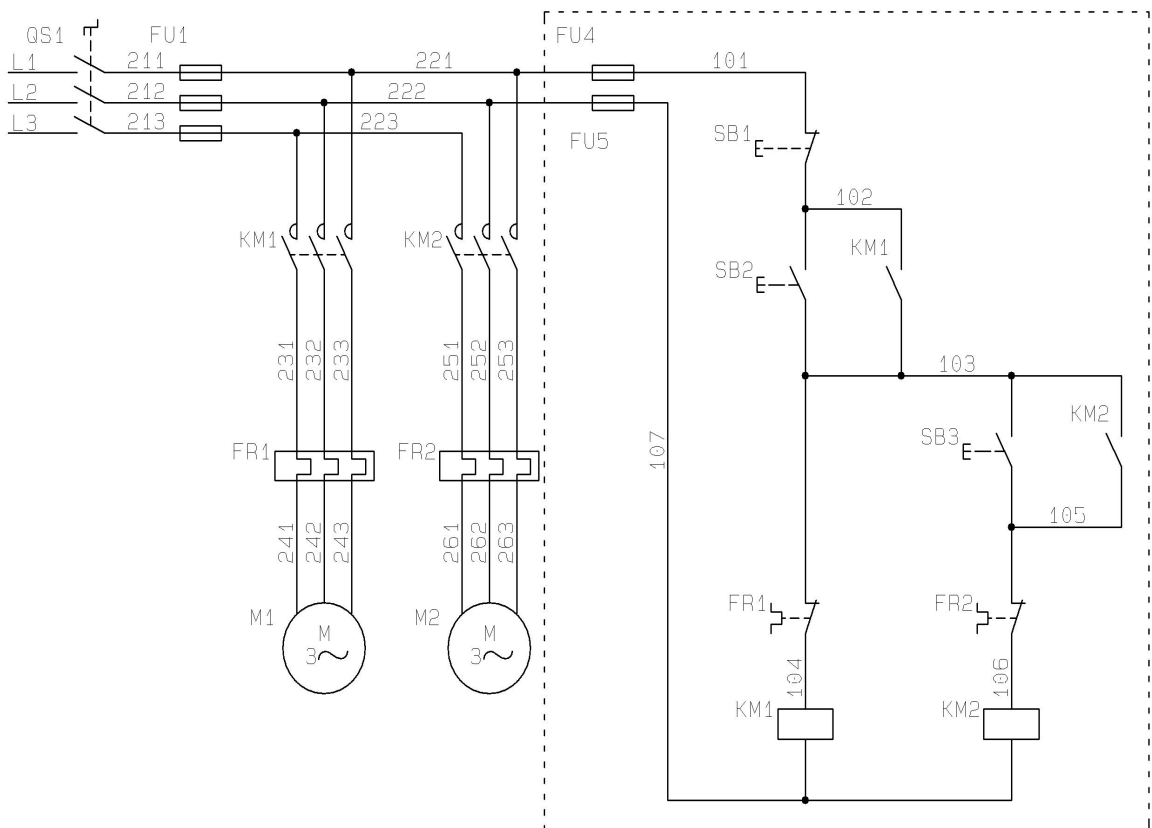 QS1 FU1 FU4
L1 211 221 101
L2 212 222
L3 213 223
SB1 FU5
102
KM1 KM2 KM1
SB2
231 232 233 251 252 253
103
KM2
SB3
107
FR1 FR2
105
241 242 243 261 262 263
FR1 FR2
M1 M2
M M
3 3
104 106
KM1 KM2